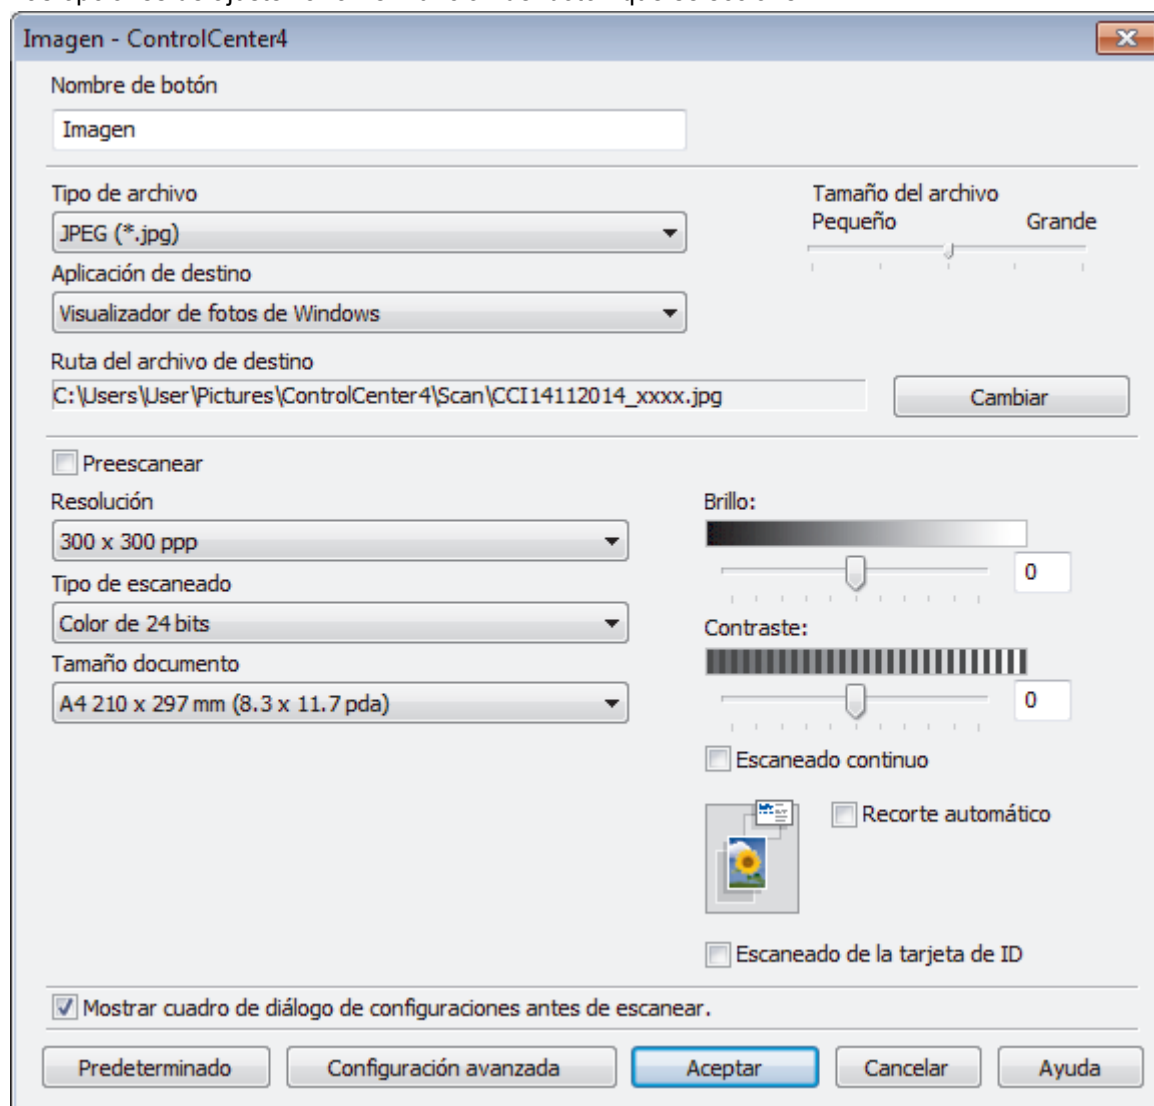 Imagen - ControlCenter4
Nombre de botón
Imagen
Tipo de archivo
JPEG (*.jpg)
Tamaño del archivo
Pequeño Grande
Aplicación de destino
Visualizador de fotos de Windows
Ruta del archivo de destino
C:\Users\User\Pictures\ControlCenter4\Scan\CCI14112014_xxxx.jpg
Cambiar
Preescanear
Resolución
300 x 300 ppp
Tipo de escaneado
Color de 24 bits
Tamaño documento
A4 210 x 297 mm (8.3 x 11.7 pda)
Brillo:
0
Contraste:
0
Escaneado continuo
Recorte automático
Escaneado de la tarjeta de ID
Mostrar cuadro de diálogo de configuraciones antes de escanear.
Predeterminado
Configuración avanzada
Aceptar
Cancelar
Ayuda